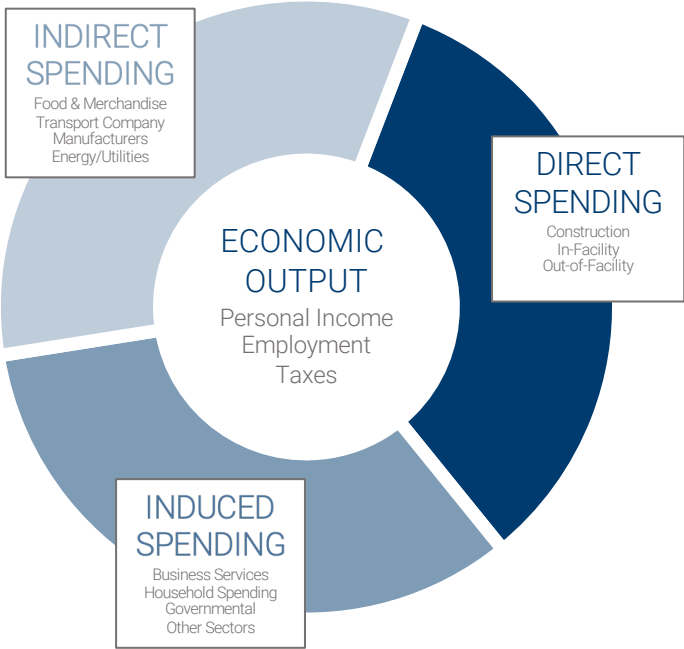 INDIRECT
SPENDING
Food & Merchandise
Transport Company
Manufacturers
Energy/Utilities
DIRECT
SPENDING
Construction
In-Facility
Out-of-Facility
ECONOMIC
OUTPUT
Personal Income
Employment
Taxes
INDUCED
SPENDING
Business Services
Household Spending
Governmental
Other Sectors